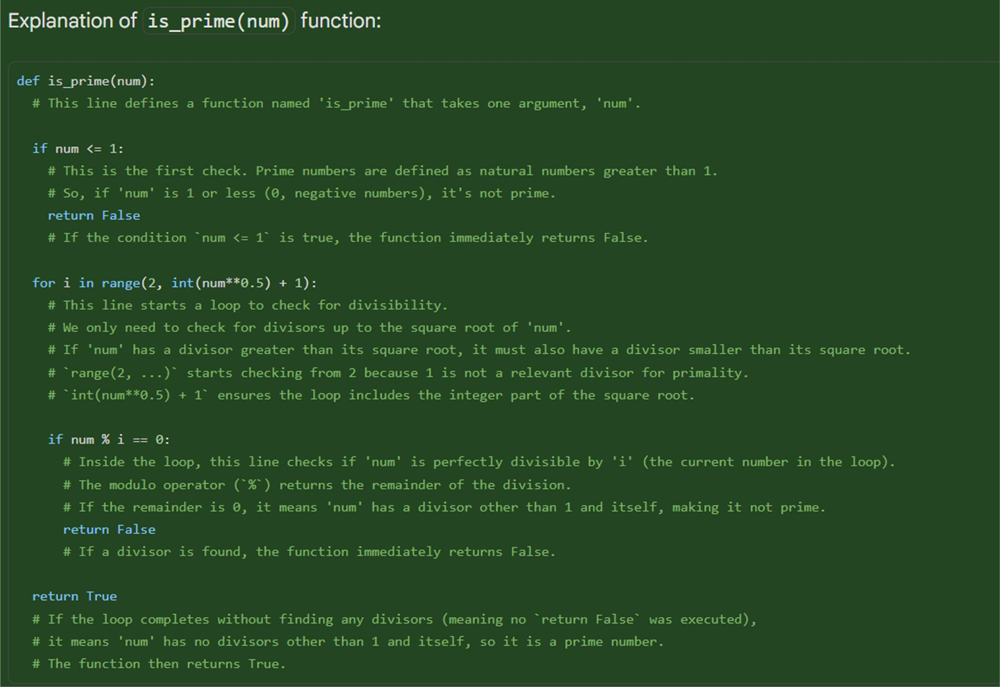 Explanation of is_prime(num) function:
def is_prime(num):
  # This line defines a function named 'is_prime' that takes one argument, 'num'.
  if num <= 1:
    # This is the first check. Prime numbers are defined as natural numbers greater than 1.
    # So, if 'num' is 1 or less (0, negative numbers), it's not prime.
    return False
    # If the condition `num <= 1` is true, the function immediately returns False.
  for i in range(2, int(num**0.5) + 1):
    # This line starts a loop to check for divisibility.
    # We only need to check for divisors up to the square root of 'num'.
    # If 'num' has a divisor greater than its square root, it must also have a divisor smaller than its square root.
    # `range(2, ...)` starts checking from 2 because 1 is not a relevant divisor for primality.
    # `int(num**0.5) + 1` ensures the loop includes the integer part of the square root.
    if num % i == 0:
      # Inside the loop, this line checks if 'num' is perfectly divisible by 'i' (the current number in the loop).
      # The modulo operator (`%`) returns the remainder of the division.
      # If the remainder is 0, it means 'num' has a divisor other than 1 and itself, making it not prime.
      return False
      # If a divisor is found, the function immediately returns False.
  return True
  # If the loop completes without finding any divisors (meaning no `return False` was executed),
  # it means 'num' has no divisors other than 1 and itself, so it is a prime number.
  # The function then returns True.